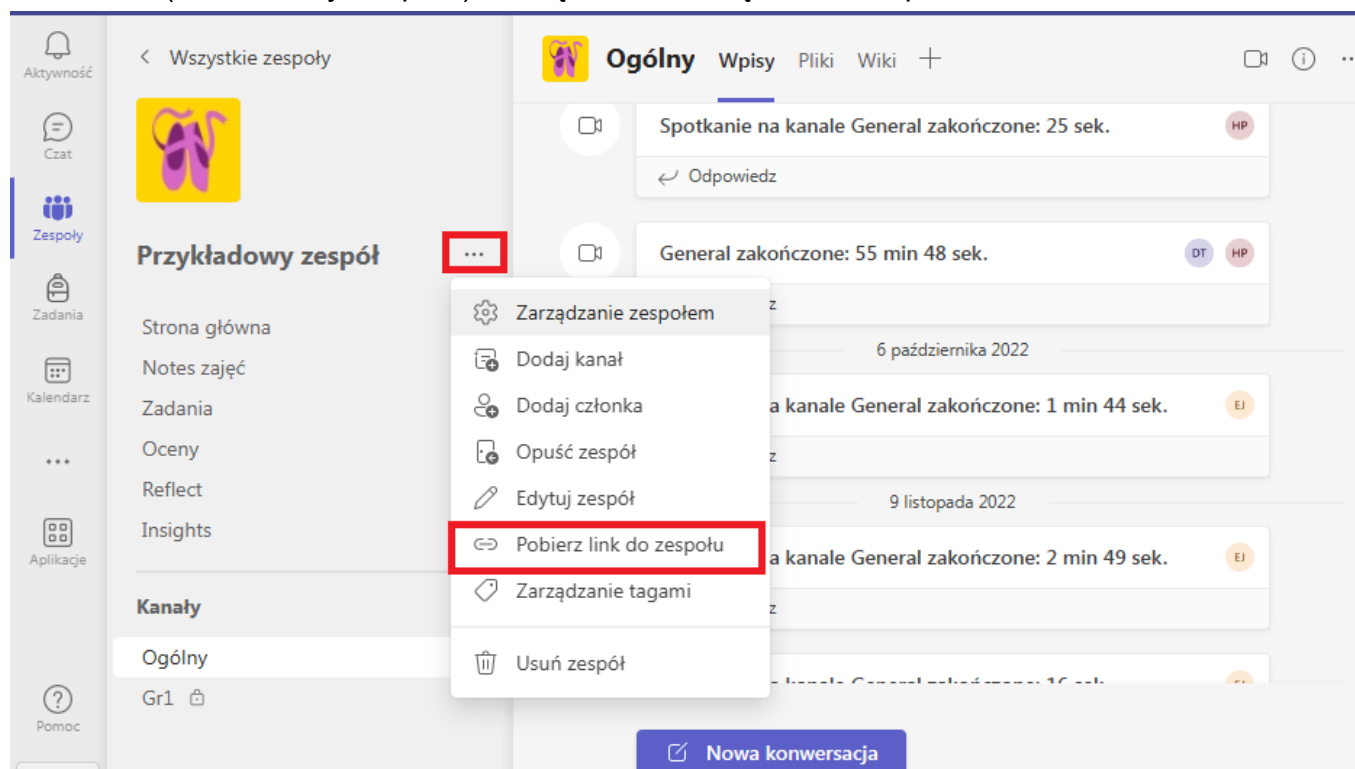 Aktywność
Czat
Zespoły
Zadania
Kalendarz
Aplikacje
Pomoc
Wszystkie zespoły
Przykładowy zespół
Strona główna
Notes zajęć
Zadania
Oceny
Reflect
Insights
Kanały
Ogólny
Gr1
Zarządzanie zespołem
Dodaj kanał
Dodaj członka
Opuść zespół
Edytuj zespół
Pobierz link do zespołu
Zarządzanie tagami
Usuń zespół
Ogólny Wpisy Pliki Wiki
Spotkanie na kanale General zakończone: 25 sek. HP
Odpowiedz
General zakończone: 55 min 48 sek. DT HP
z
6 października 2022
a kanale General zakończone: 1 min 44 sek. EJ
z
9 listopada 2022
a kanale General zakończone: 2 min 49 sek. EJ
z
Nowa konwersacja